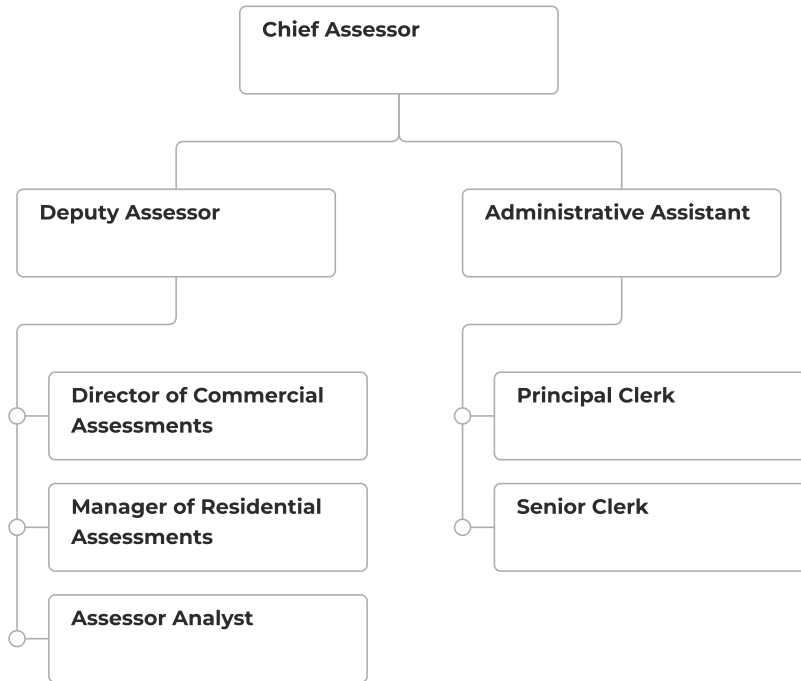 Chief Assessor
Deputy Assessor
Administrative Assistant
Director of Commercial
Assessments
Manager of Residential
Assessments
Assessor Analyst
Principal Clerk
Senior Clerk